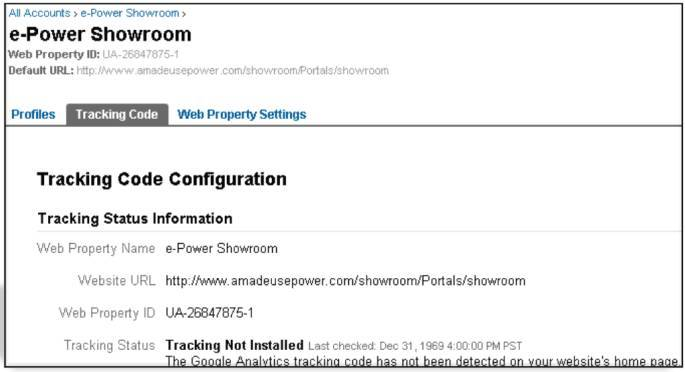 All Accounts > e-Power Showroom >
e-Power Showroom
Web Property ID: UA-26847875-1
Default URL: http://www.amadeusepower.com/showroom/Portals/showroom
Profiles Tracking Code Web Property Settings
Tracking Code Configuration
Tracking Status Information
Web Property Name e-Power Showroom
Website URL http://www.amadeusepower.com/showroom/Portals/showroom
Web Property ID UA-26847875-1
Tracking Status Tracking Not Installed Last checked: Dec 31, 1969 4:00:00 PM PST
The Google Analytics tracking code has not been detected on your website's home page.